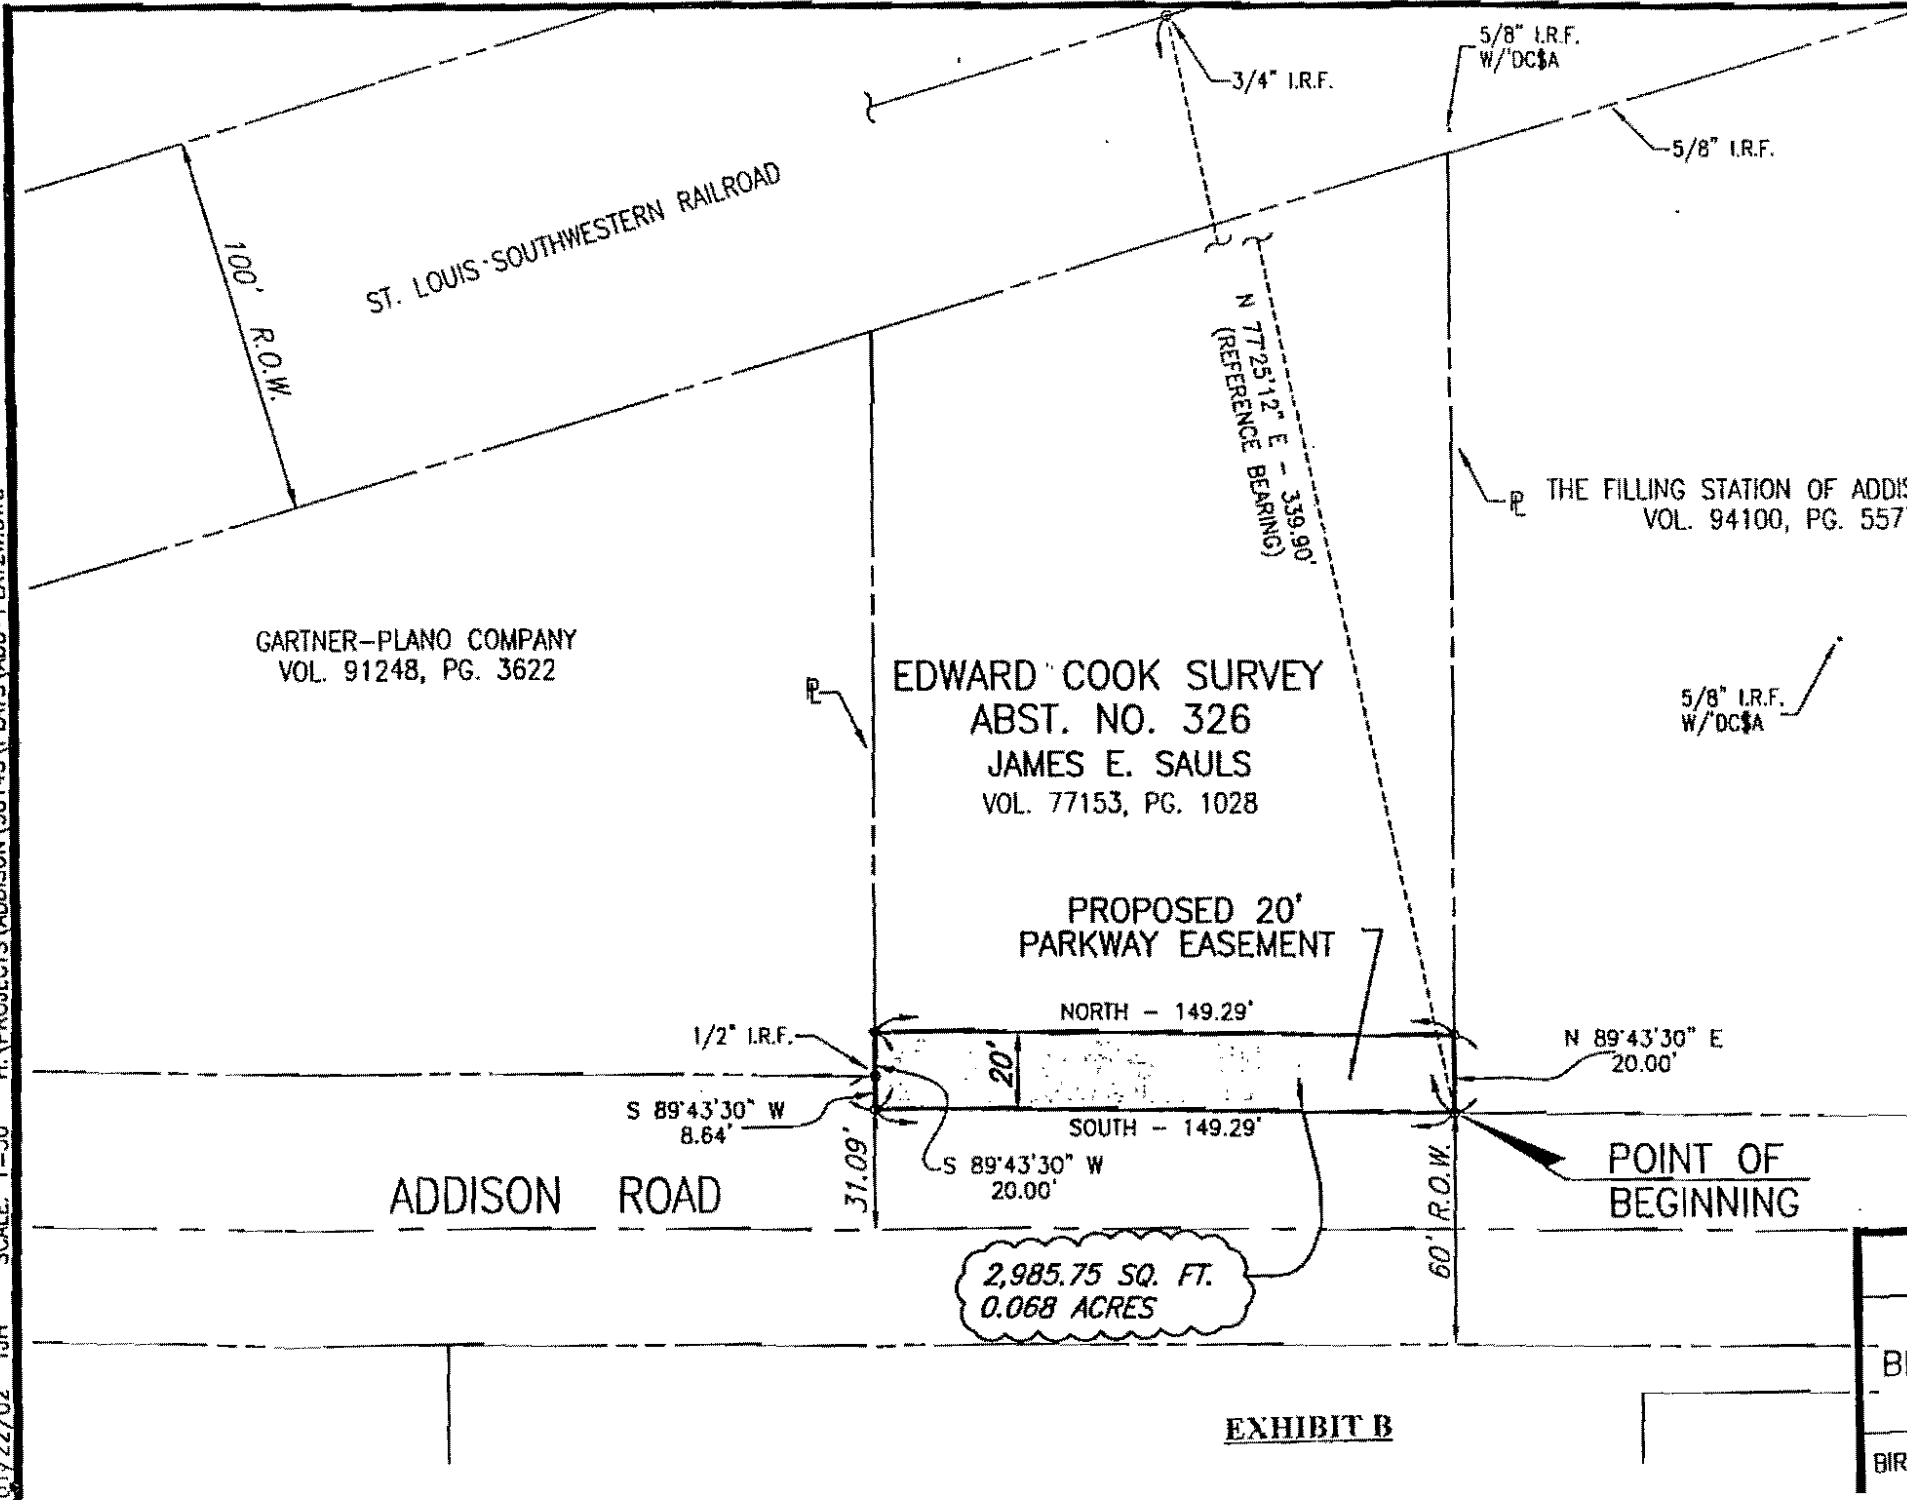 5/8" I.R.F.
W/"DC$A
3/4" I.R.F.
5/8" I.R.F.
ST. LOUIS SOUTHWESTERN RAILROAD
100' R.O.W.
N 77°25'12" E - 339.90'
(REFERENCE BEARING)
THE FILLING STATION OF ADDIS
VOL. 94100, PG. 557
GARTNER-PLANO COMPANY
VOL. 91248, PG. 3622
EDWARD COOK SURVEY
ABST. NO. 326
JAMES E. SAULS
VOL. 77153, PG. 1028
5/8" I.R.F.
W/"DC$A
PROPOSED 20'
PARKWAY EASEMENT
NORTH - 149.29'
1/2" I.R.F.
20'
N 89°43'30" E
20.00'
S 89°43'30" W
8.64'
SOUTH - 149.29'
S 89°43'30" W
20.00'
31.09'
60' R.O.W.
POINT OF
BEGINNING
ADDISON ROAD
2,985.75 SQ. FT.
0.068 ACRES
EXHIBIT B
BIR